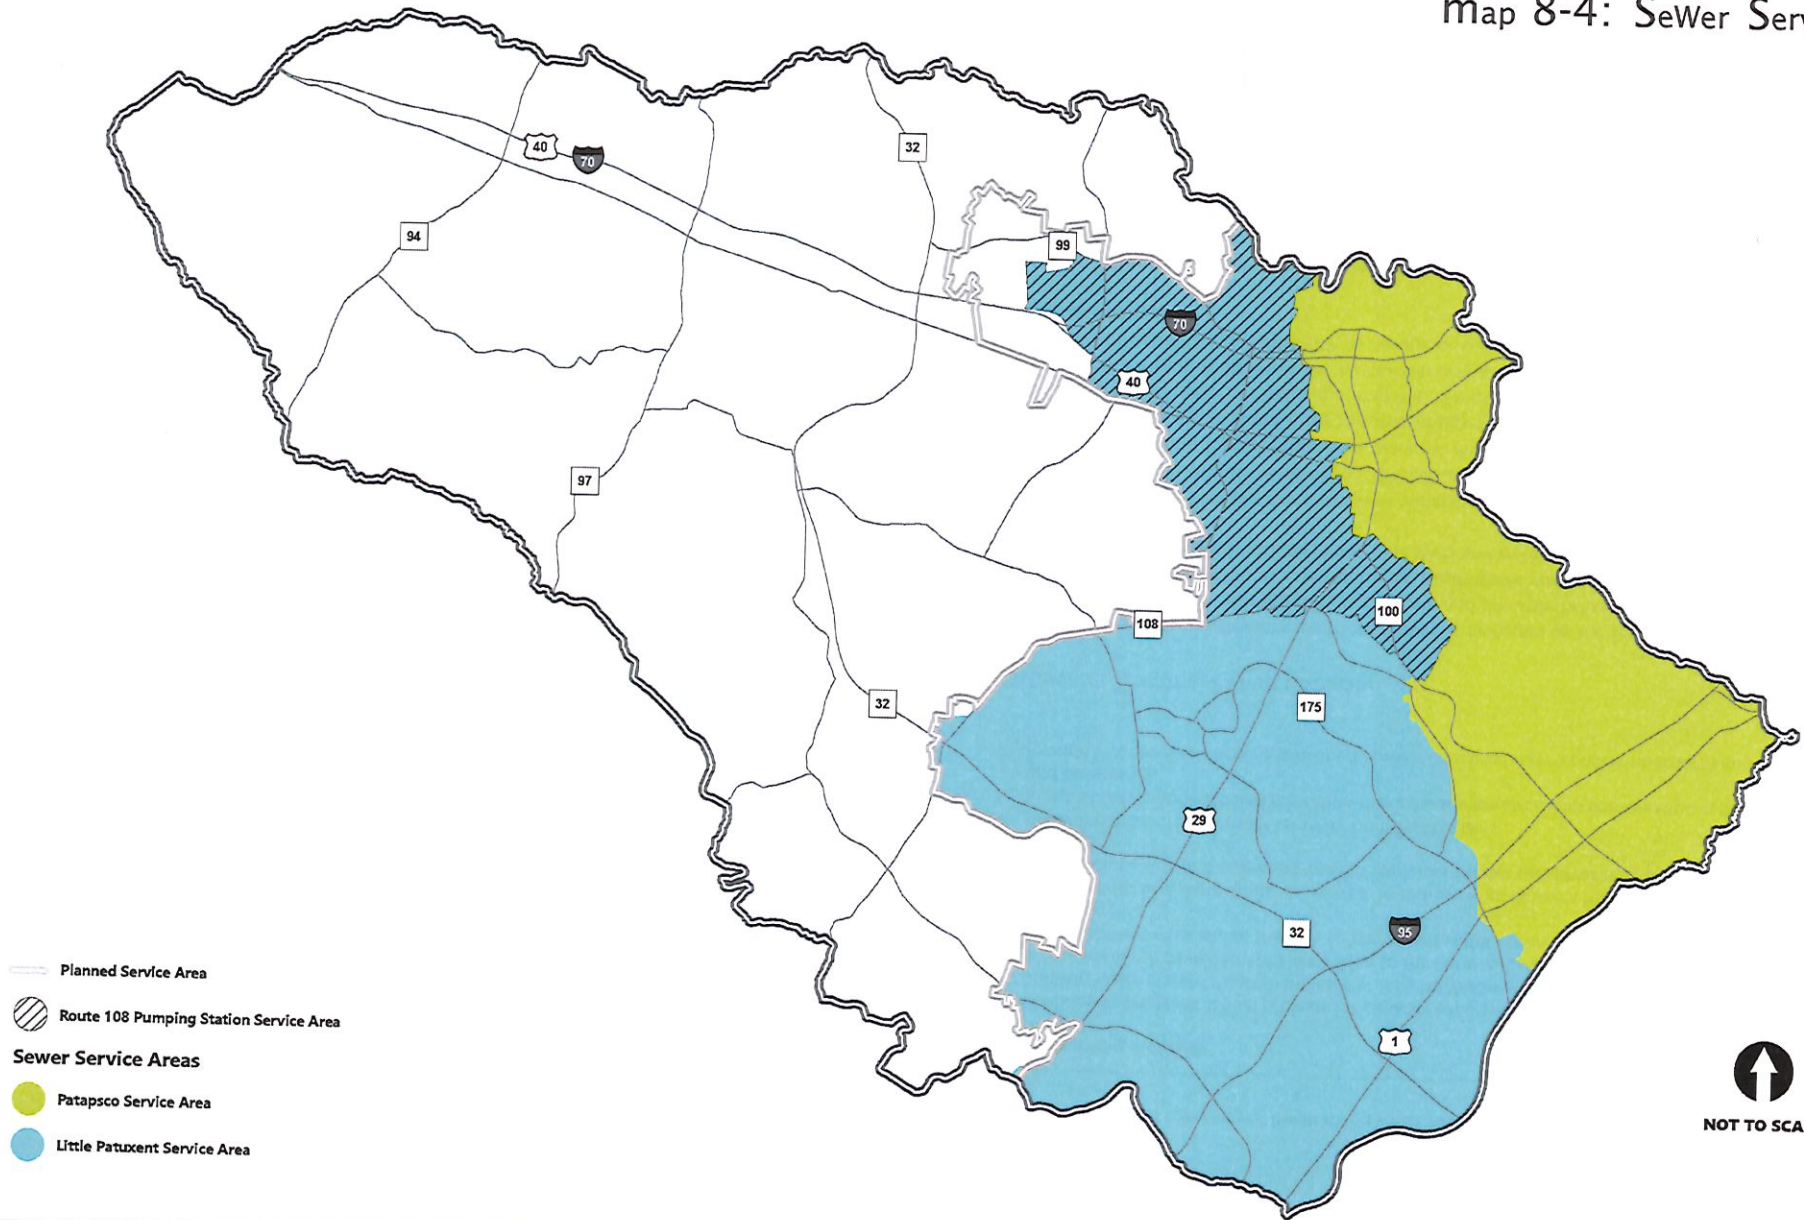 map 8-4: SeWer
40
70
32
94
99
70
40
97
100
108
32
175
29
32
95
1
Planned Service Area
Route 108 Pumping Station Service Area
Sewer Service Areas
Patapsco Service Area
Little Patuxent Service Area
NOT TO